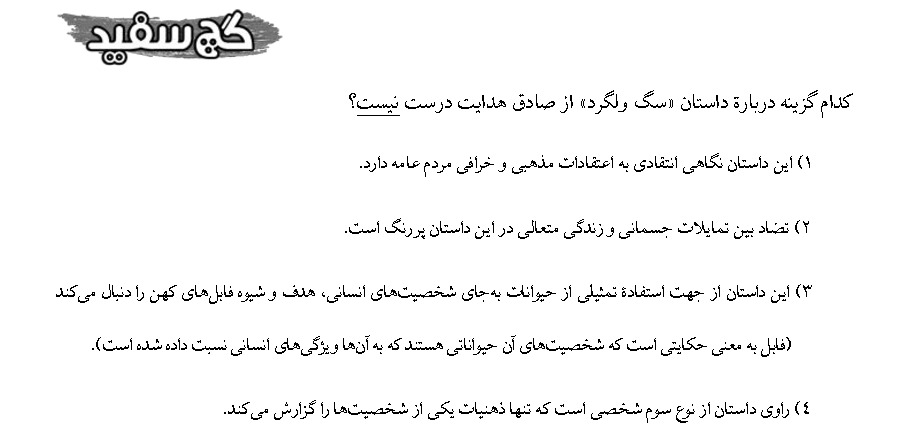 گچ سفید
کدام گزینه دربارۀ داستان «سگ ولگرد» از صادق هدایت درست نیست؟
۱) این داستان نگاهی انتقادی به اعتقادات مذهبی و خرافی مردم عامه دارد.
۲) تضاد بین تمایلات جسمانی و زندگی متعالی در این داستان پررنگ است.
۳) این داستان از جهت استفادۀ تمثیلی از حیوانات به‌جای شخصیت‌های انسانی، هدف و شیوه فابل‌های کهن را دنبال می‌کند
(فابل به معنی حکایتی است که شخصیت‌های آن حیواناتی هستند که به آن‌ها ویژگی‌های انسانی نسبت داده شده است).
۴) راوی داستان از نوع سوم شخصی است که تنها ذهنیات یکی از شخصیت‌ها را گزارش می‌کند.